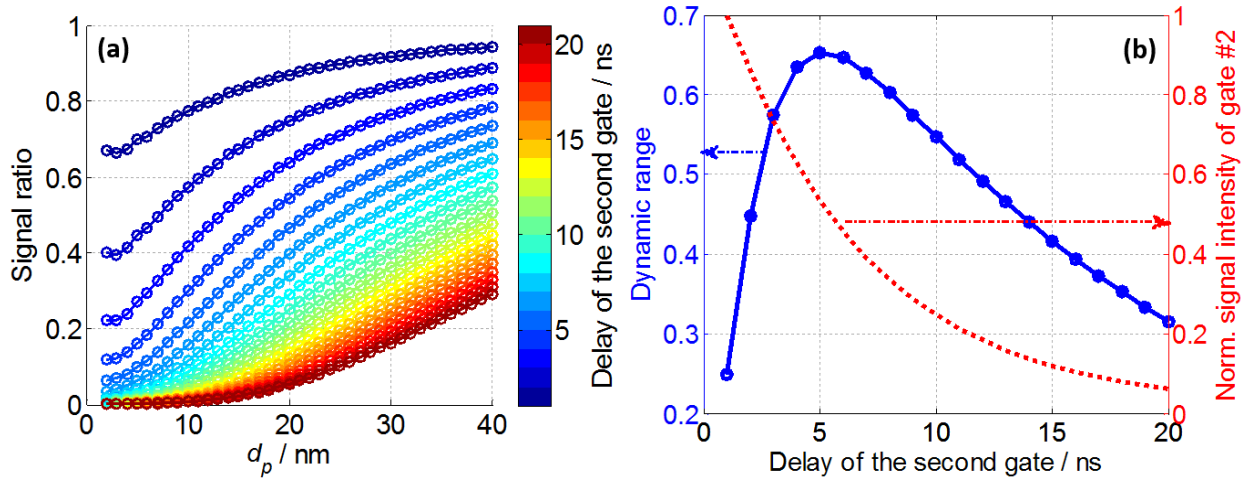 (a)
Signal ratio
1
0.8
0.6
0.4
0.2
0
0 10 20 30 40
d_p / nm
20
15
10
5
Delay of the second gate / ns
(b)
Dynamic range
0.7
0.6
0.5
0.4
0.3
0.2
0 5 10 15 20
Delay of the second gate / ns
1
0.8
0.6
0.4
0.2
0
Norm. signal intensity of gate #2